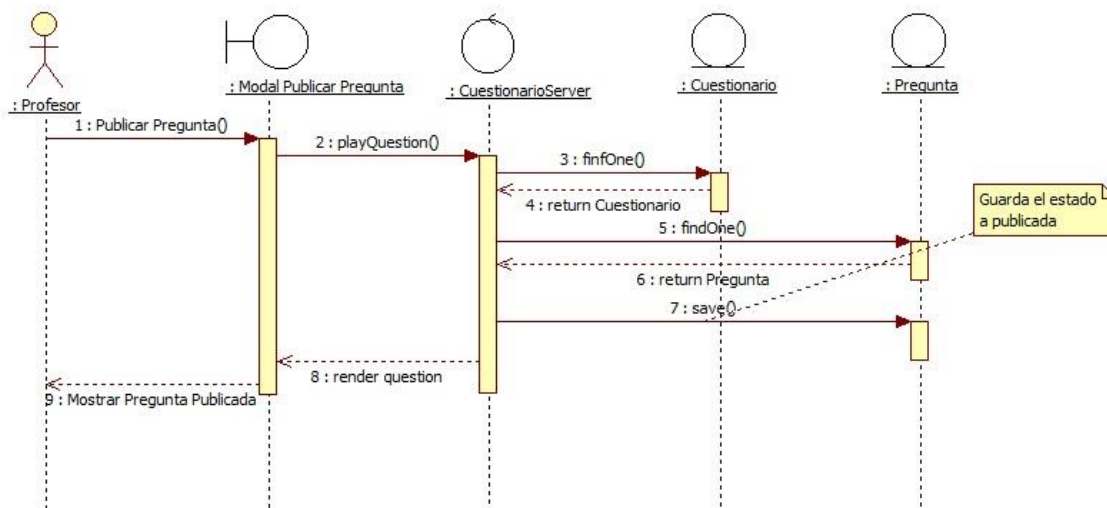 : Profesor
: Modal Publicar Pregunta
: CuestionarioServer
: Cuestionario
: Pregunta
1 : Publicar Pregunta()
2 : playQuestion()
3 : finfOne()
4 : return Cuestionario
Guarda el estado
a publicada
5 : findOne()
6 : return Pregunta
7 : save()
8 : render question
9 : Mostrar Pregunta Publicada